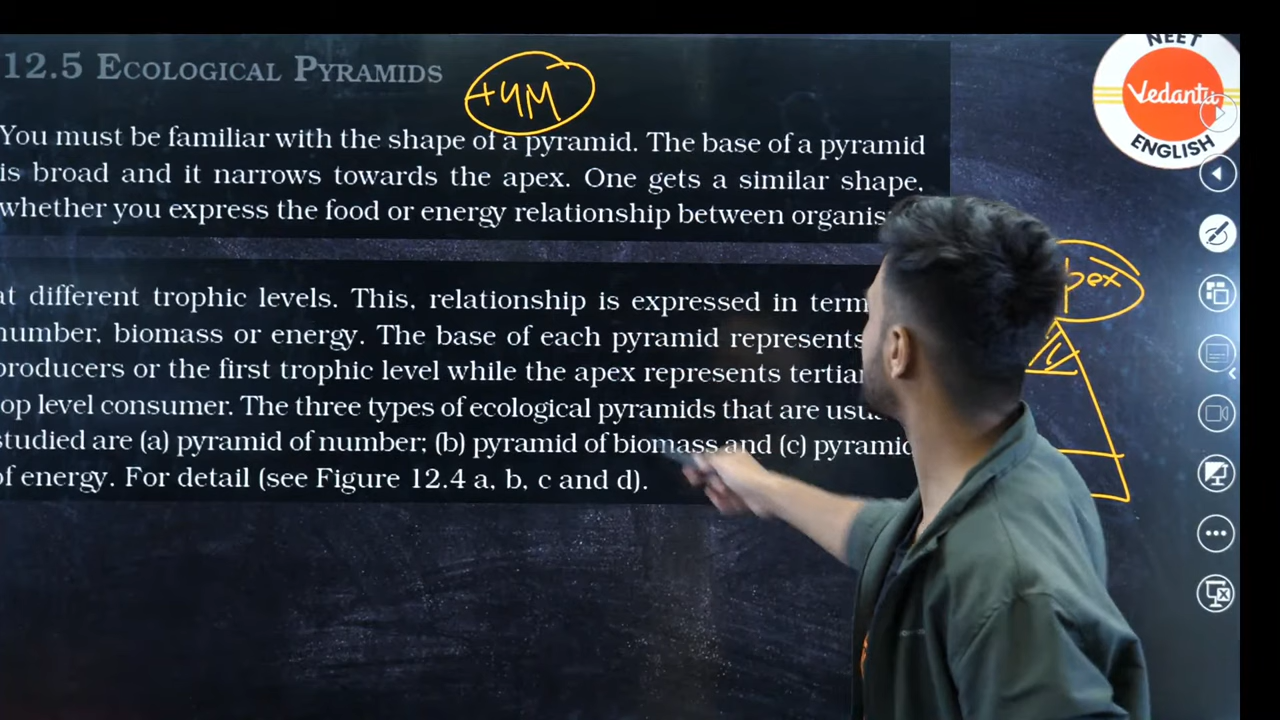 12.5 ECOLOGICAL PYRAMIDS
+4M
You must be familiar with the shape of a pyramid. The base of a pyramid
is broad and it narrows towards the apex. One gets a similar shape,
whether you express the food or energy relationship between organis
at different trophic levels. This, relationship is expressed in term
number, biomass or energy. The base of each pyramid represents
producers or the first trophic level while the apex represents tertiar
top level consumer. The three types of ecological pyramids that are usu
studied are (a) pyramid of number; (b) pyramid of biomass and (c) pyramid
of energy. For detail (see Figure 12.4 a, b, c and d).
pex
NEET
Vedantu
ENGLISH